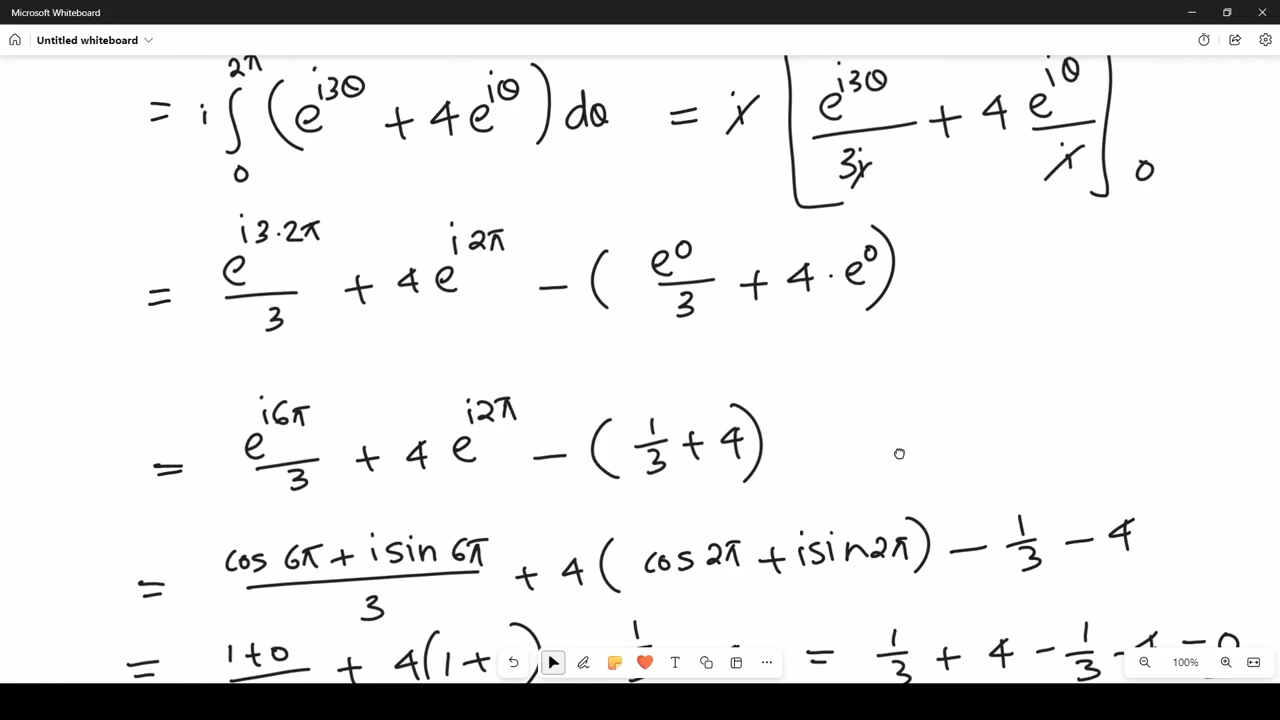 Microsoft Whiteboard
Untitled whiteboard
= i ∫₀^{2π} (e^{i3θ} + 4e^{iθ}) dθ = i [e^{i3θ}/3i + 4 e^{iθ}/i]₀
= e^{i3·2π}/3 + 4e^{i2π} − (e⁰/3 + 4·e⁰)
= e^{i6π}/3 + 4e^{i2π} − (1/3 + 4)
= (cos 6π + i sin 6π)/3 + 4(cos 2π + i sin 2π) − 1/3 − 4
= 1+0 + 4(1+ ) 1 = 1/3 + 4 − 1/3 − 4 = 0
T
100%